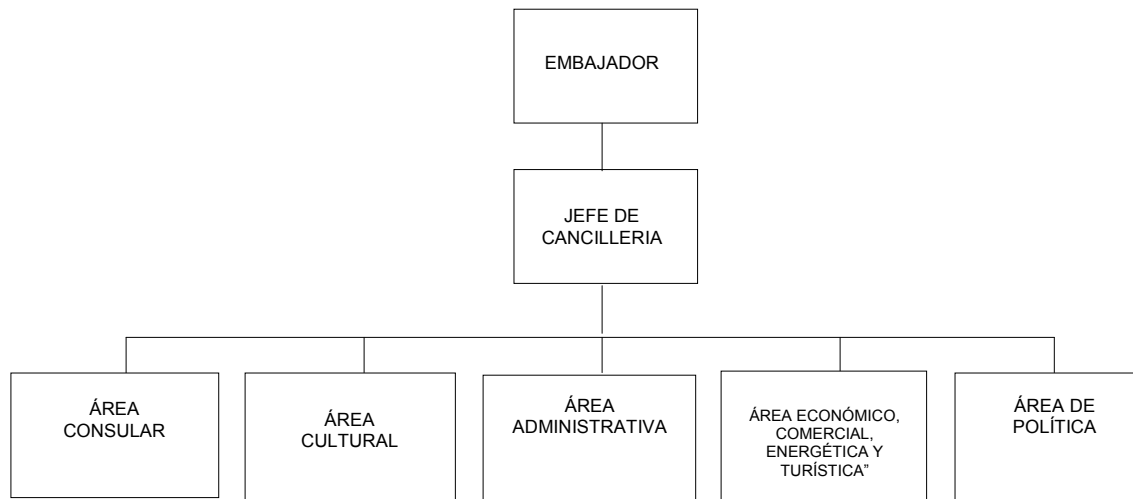 EMBAJADOR
JEFE DE
CANCILLERIA
ÁREA
CONSULAR
ÁREA
CULTURAL
ÁREA
ADMINISTRATIVA
ÁREA ECONÓMICO,
COMERCIAL,
ENERGÉTICA Y
TURÍSTICA”
ÁREA DE
POLÍTICA